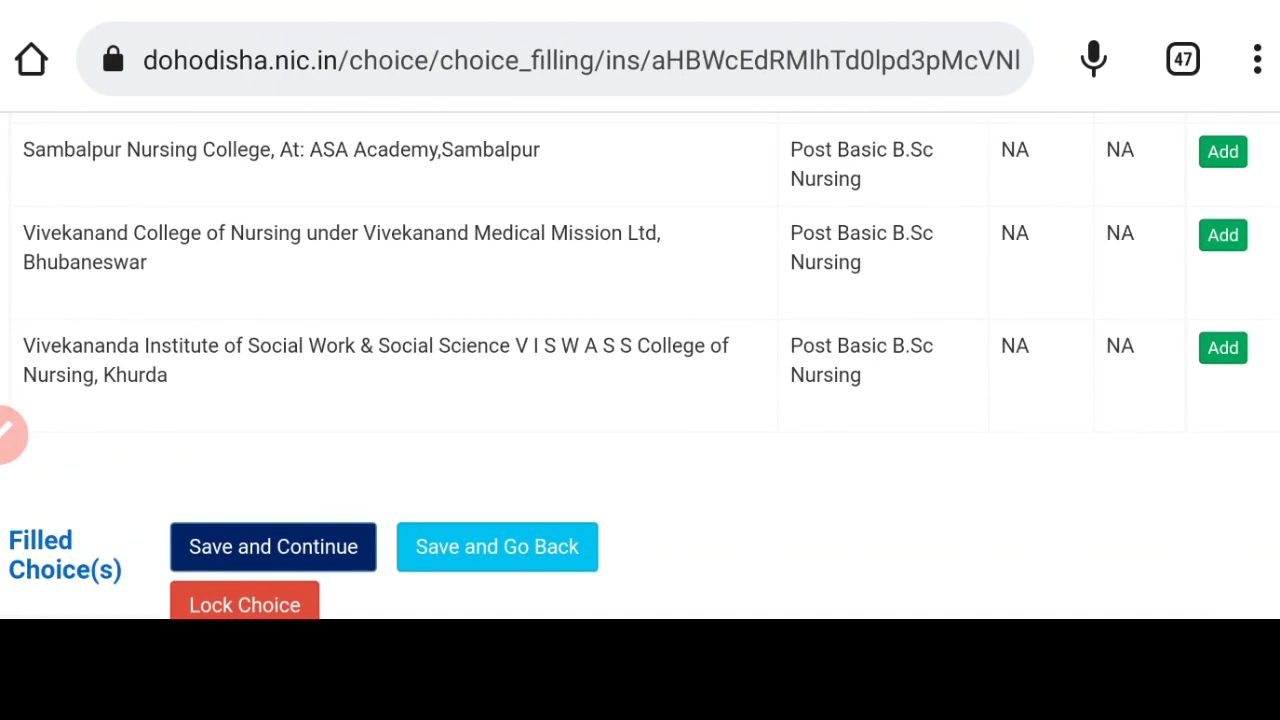 dohodisha.nic.in/choice/choice_filling/ins/aHBWcEdRMlhTd0lpd3pMcVNl
47
Sambalpur Nursing College, At: ASA Academy,Sambalpur
Post Basic B.Sc
Nursing
NA
NA
Add
Vivekanand College of Nursing under Vivekanand Medical Mission Ltd,
Bhubaneswar
Post Basic B.Sc
Nursing
NA
NA
Add
Vivekananda Institute of Social Work & Social Science V I S W A S S College of
Nursing, Khurda
Post Basic B.Sc
Nursing
NA
NA
Add
Filled
Choice(s)
Save and Continue
Save and Go Back
Lock Choice